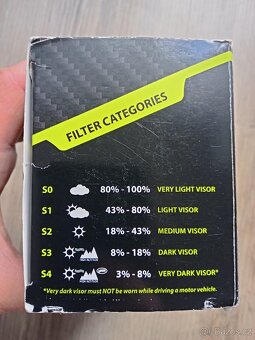 FILTER CATEGORIES
S0 80% - 100% VERY LIGHT VISOR
S1 43% - 80% LIGHT VISOR
S2 18% - 43% MEDIUM VISOR
S3 8% - 18% DARK VISOR
S4 3% - 8% VERY DARK VISOR*
*Very dark visor must NOT be worn while driving a motor vehicle.